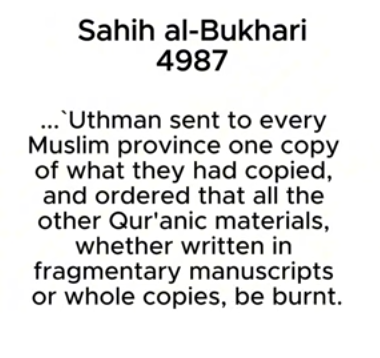 Sahih al-Bukhari
4987
...`Uthman sent to every
Muslim province one copy
of what they had copied,
and ordered that all the
other Qur'anic materials,
whether written in
fragmentary manuscripts
or whole copies, be burnt.